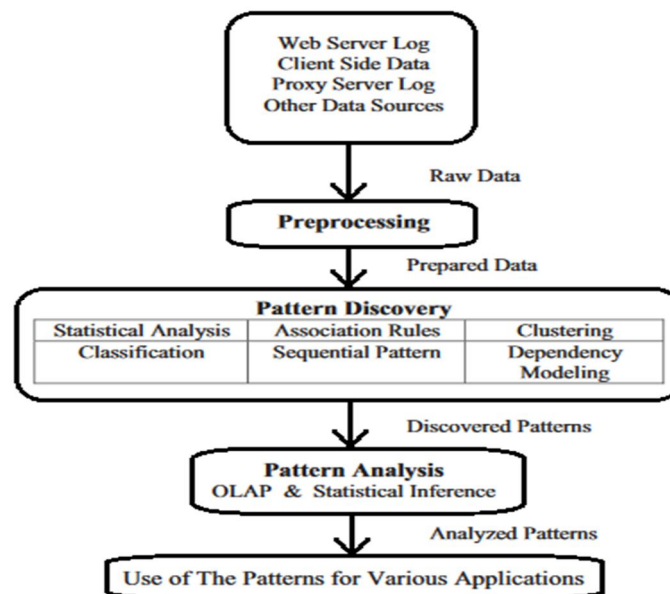 Web Server Log
Client Side Data
Proxy Server Log
Other Data Sources
Raw Data
Preprocessing
Prepared Data
Pattern Discovery
Statistical Analysis Association Rules Clustering
Classification Sequential Pattern Dependency
Modeling
Discovered Patterns
Pattern Analysis
OLAP & Statistical Inference
Analyzed Patterns
Use of The Patterns for Various Applications